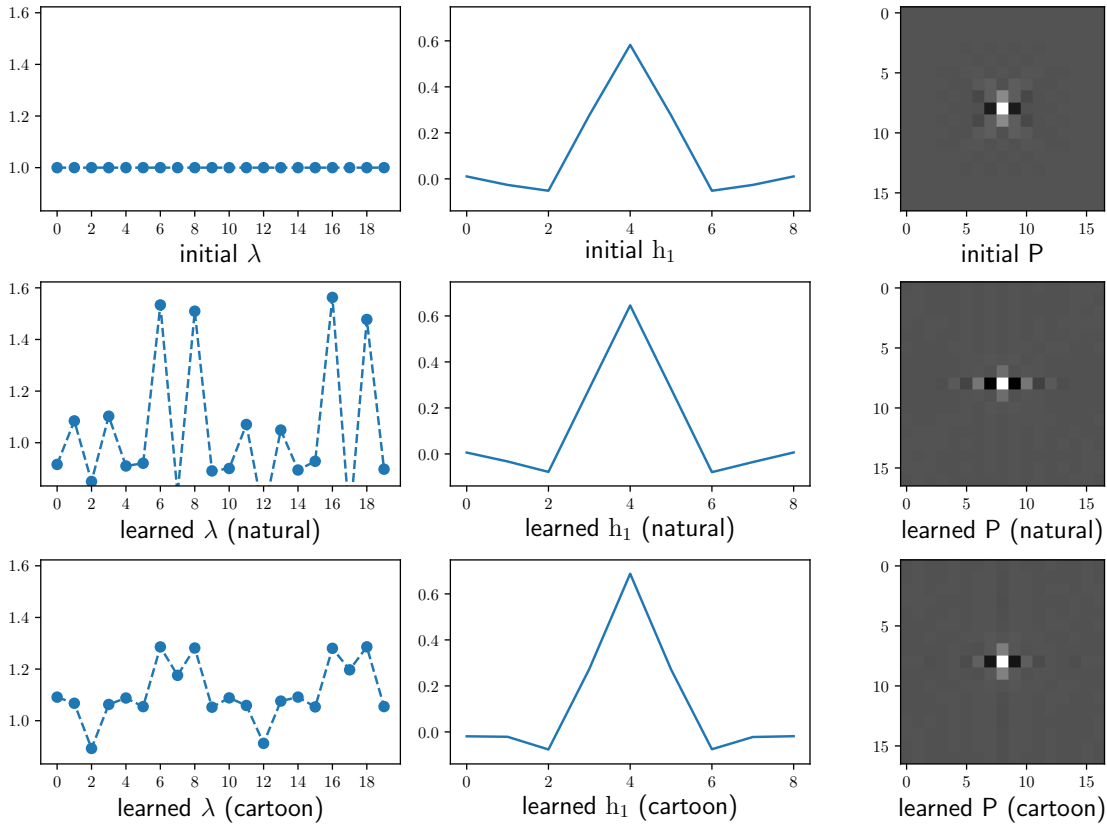 1.6
1.4
1.2
1.0
0 2 4 6 8 10 12 14 16 18
initial λ
0.6
0.4
0.2
0.0
0 2 4 6 8
initial h₁
0
5
10
15
0 5 10 15
initial P
1.6
1.4
1.2
1.0
0 2 4 6 8 10 12 14 16 18
learned λ (natural)
0.6
0.4
0.2
0.0
0 2 4 6 8
learned h₁ (natural)
0
5
10
15
0 5 10 15
learned P (natural)
1.6
1.4
1.2
1.0
0 2 4 6 8 10 12 14 16 18
learned λ (cartoon)
0.6
0.4
0.2
0.0
0 2 4 6 8
learned h₁ (cartoon)
0
5
10
15
0 5 10 15
learned P (cartoon)